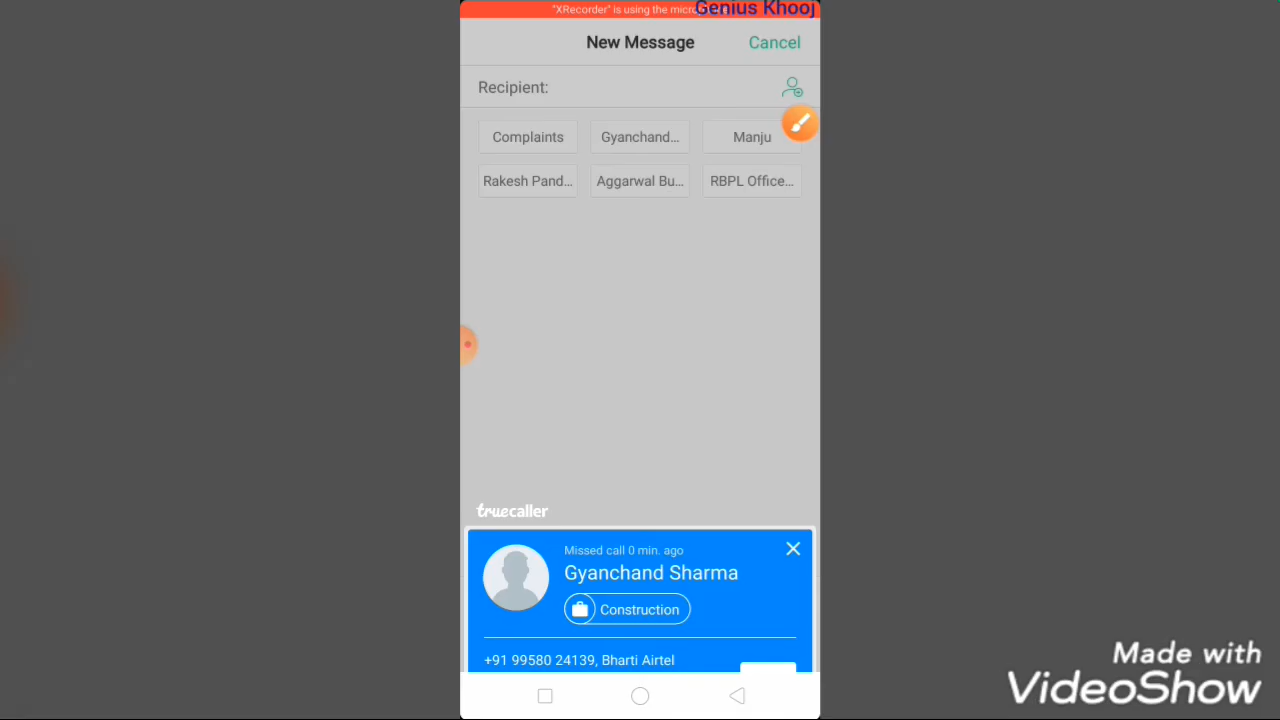 "XRecorder" is using the micro
Genius Khooj
New Message
Cancel
Recipient:
Complaints
Gyanchand...
Manju
Rakesh Pand...
Aggarwal Bu...
RBPL Office...
truecaller
Missed call 0 min. ago
Gyanchand Sharma
Construction
+91 99580 24139, Bharti Airtel
Made with
VideoShow